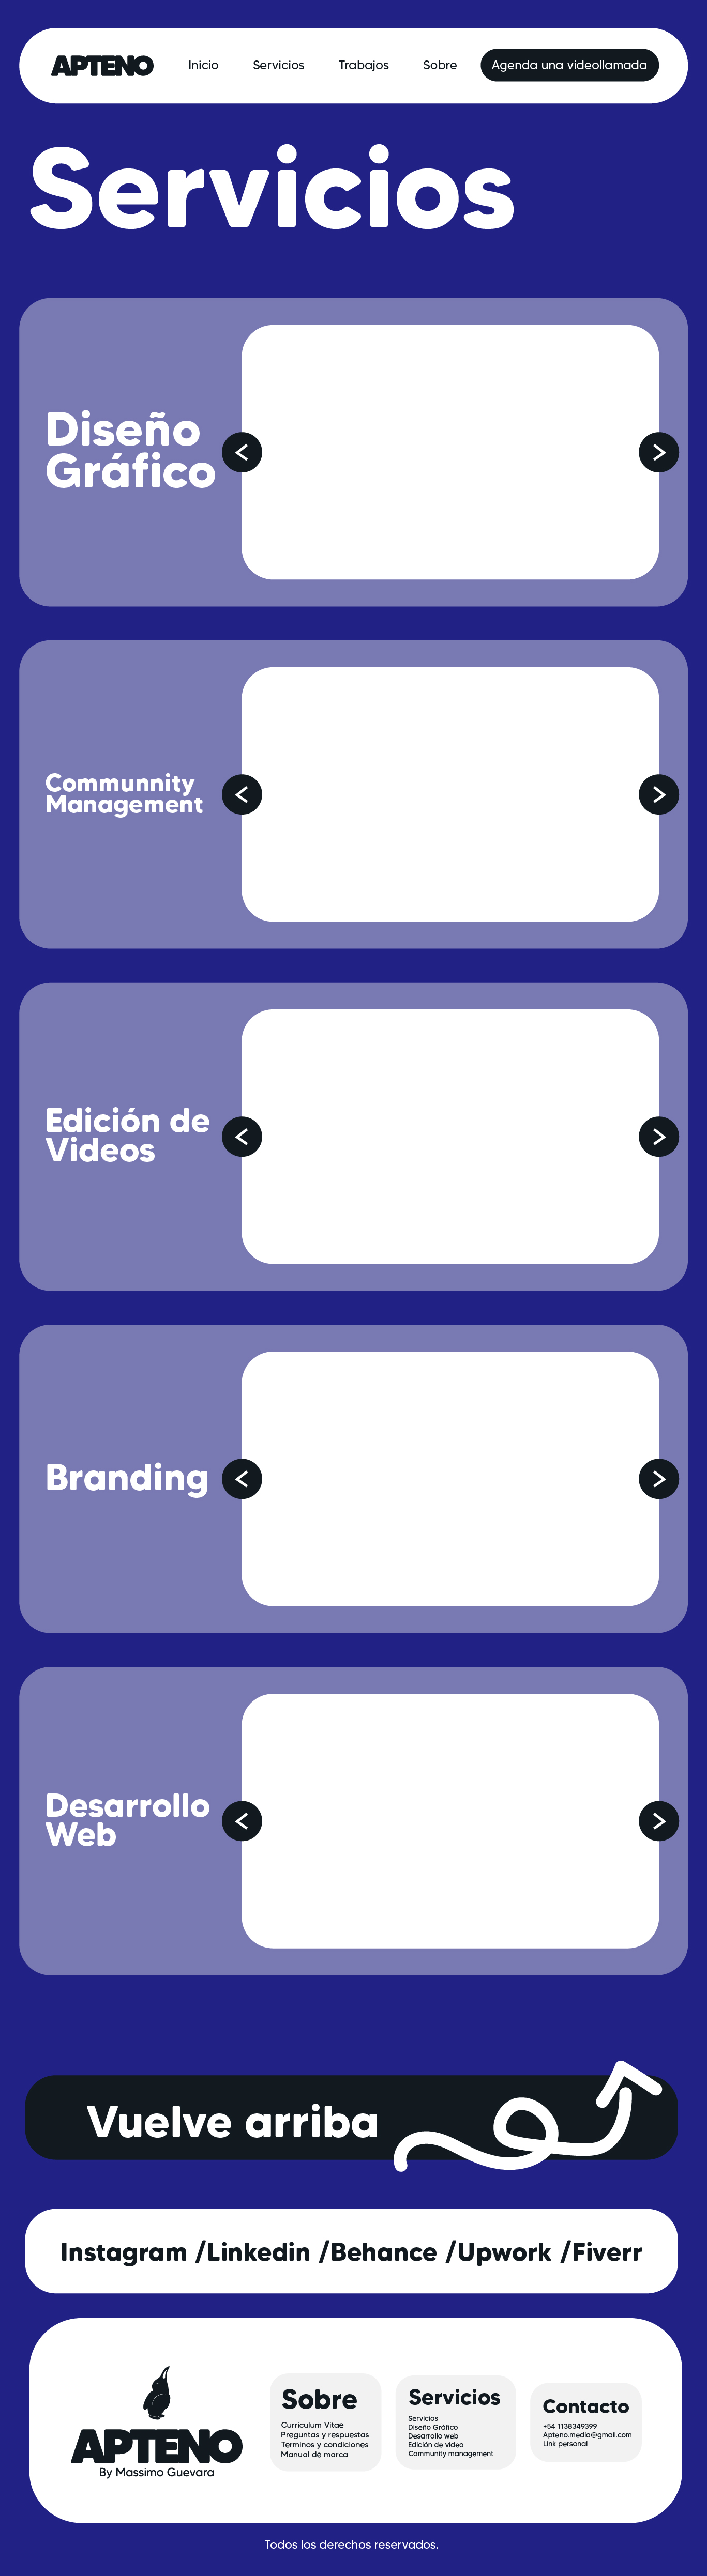 APTENO Inicio Servicios Trabajos Sobre Agenda una videollamada
Servicios
Diseño
Gráfico
Communnity
Management
Edición de
Videos
Branding
Desarrollo
Web
Vuelve arriba
Instagram /Linkedin /Behance /Upwork /Fiverr
APTENO
By Massimo Guevara
Sobre
Curriculum Vitae
Preguntas y respuestas
Terminos y condiciones
Manual de marca
Servicios
Servicios
Diseño Gráfico
Desarrollo web
Edición de video
Community management
Contacto
+54 1138349399
Apteno.media@gmail.com
Link personal
Todos los derechos reservados.